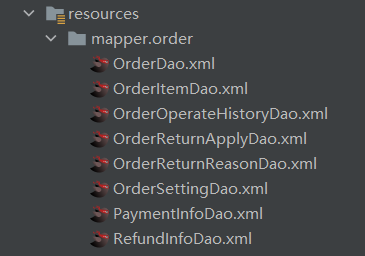 resources
mapper.order
OrderDao.xml
OrderItemDao.xml
OrderOperateHistoryDao.xml
OrderReturnApplyDao.xml
OrderReturnReasonDao.xml
OrderSettingDao.xml
PaymentInfoDao.xml
RefundInfoDao.xml